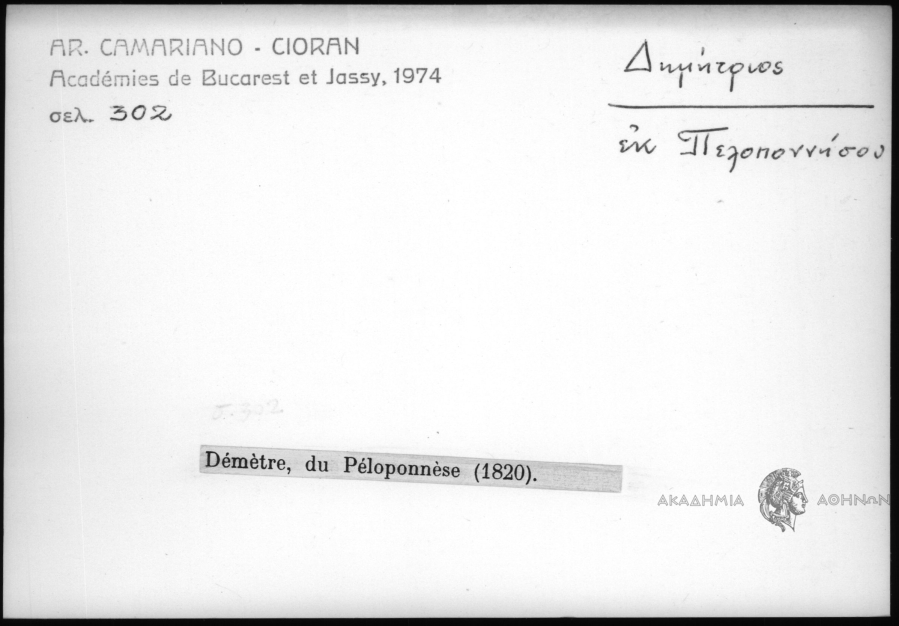 AR. CAMARIANO - CIORAN
Académies de Bucarest et Jassy, 1974
σελ. 302
Δημήτριος
ἐκ Πελοποννήσου
σ. 302
Démètre, du Péloponnèse (1820).
ΑΚΑΔΗΜΙΑ ΑΘΗΝΩΝ